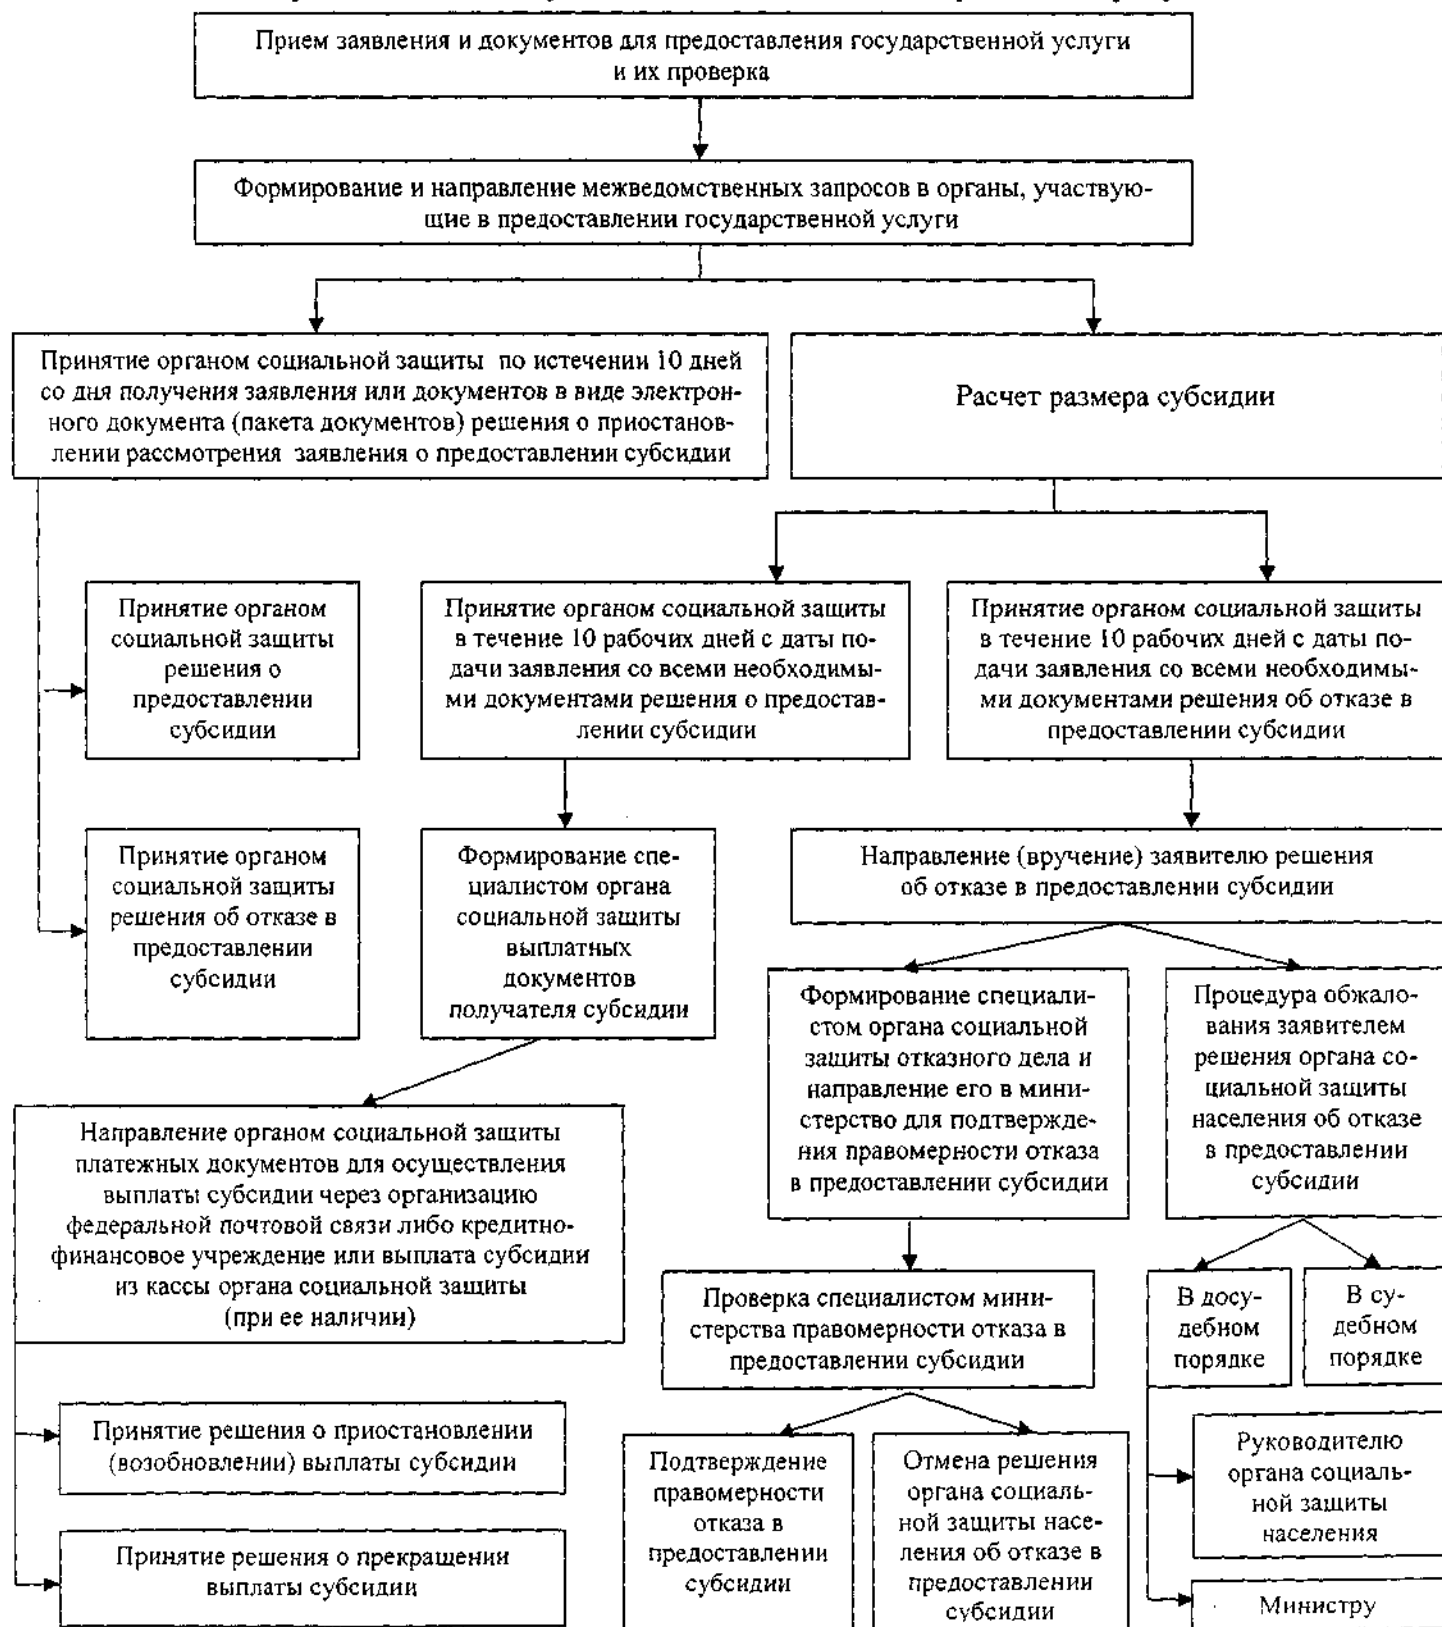 Прием заявления и документов для предоставления государственной услуги
и их проверка
Формирование и направление межведомственных запросов в органы, участвую-
щие в предоставлении государственной услуги
Принятие органом социальной защиты по истечении 10 дней
со дня получения заявления или документов в виде электрон-
ного документа (пакета документов) решения о приостанов-
лении рассмотрения заявления о предоставлении субсидии
Расчет размера субсидии
Принятие органом
социальной защиты
решения о
предоставлении
субсидии
Принятие органом социальной защиты
в течение 10 рабочих дней с даты по-
дачи заявления со всеми необходимы-
ми документами решения о предостав-
лении субсидии
Принятие органом социальной защиты
в течение 10 рабочих дней с даты по-
дачи заявления со всеми необходимы-
ми документами решения об отказе в
предоставлении субсидии
Принятие органом
социальной защиты
решения об отказе в
предоставлении
субсидии
Формирование спе-
циалистом органа
социальной защиты
выплатных
документов
получателя субсидии
Направление (вручение) заявителю решения
об отказе в предоставлении субсидии
Формирование специали-
стом органа социальной
защиты отказного дела и
направление его в мини-
стерство для подтвержде-
ния правомерности отказа
в предоставлении субсидии
Процедура обжало-
вания заявителем
решения органа со-
циальной защиты
населения об отказе
в предоставлении
субсидии
Направление органом социальной защиты
платежных документов для осуществления
выплаты субсидии через организацию
федеральной почтовой связи либо кредитно-
финансовое учреждение или выплата субсидии
из кассы органа социальной защиты
(при ее наличии)
Проверка специалистом мини-
стерства правомерности отказа в
предоставлении субсидии
В досу-
дебном
порядке
В су-
дебном
порядке
Принятие решения о приостановлении
(возобновлении) выплаты субсидии
Принятие решения о прекращении
выплаты субсидии
Подтверждение
правомерности
отказа в
предоставлении
субсидии
Отмена решения
органа социаль-
ной защиты насе-
ления об отказе в
предоставлении
субсидии
Руководителю
органа социаль-
ной защиты
населения
Министру